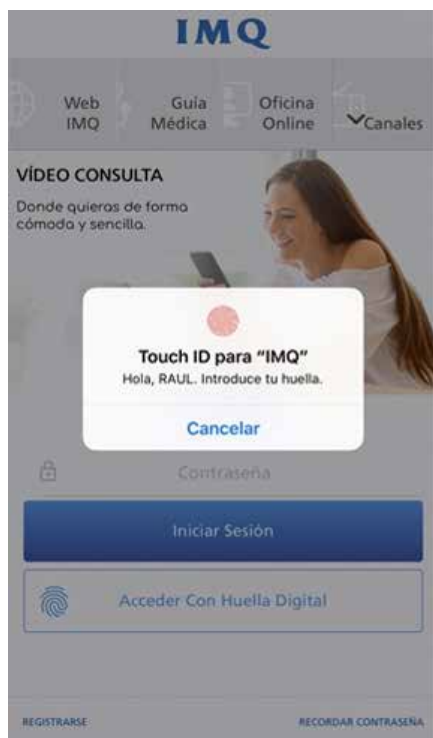 IMQ
Web
IMQ
Guía
Médica
Oficina
Online
Canales
VÍDEO CONSULTA
Donde quieras de forma
cómoda y sencilla.
Touch ID para “IMQ”
Hola, RAUL. Introduce tu huella.
Cancelar
Contraseña
Iniciar Sesión
Acceder Con Huella Digital
REGISTRARSE
RECORDAR CONTRASEÑA